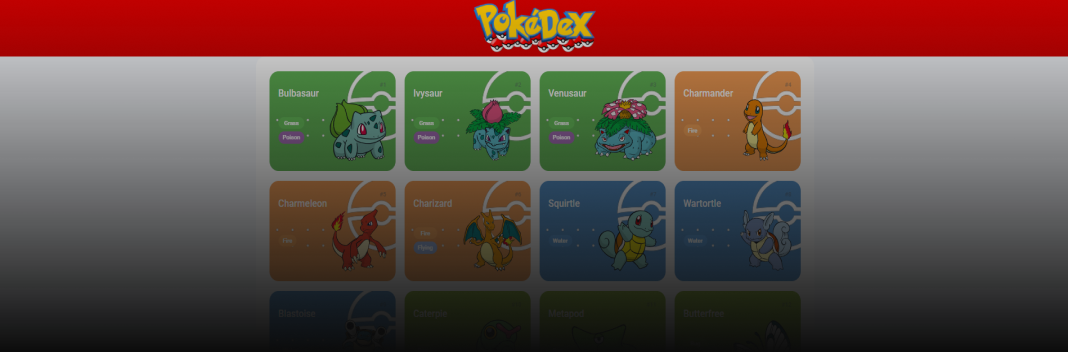 PokéDex
Bulbasaur
Grass
Poison
Ivysaur
Grass
Poison
Venusaur
Grass
Poison
Charmander
Fire
Charmeleon
Fire
Charizard
Fire
Flying
Squirtle
Water
Wartortle
Water
Blastoise
Caterpie
Metapod
Butterfree